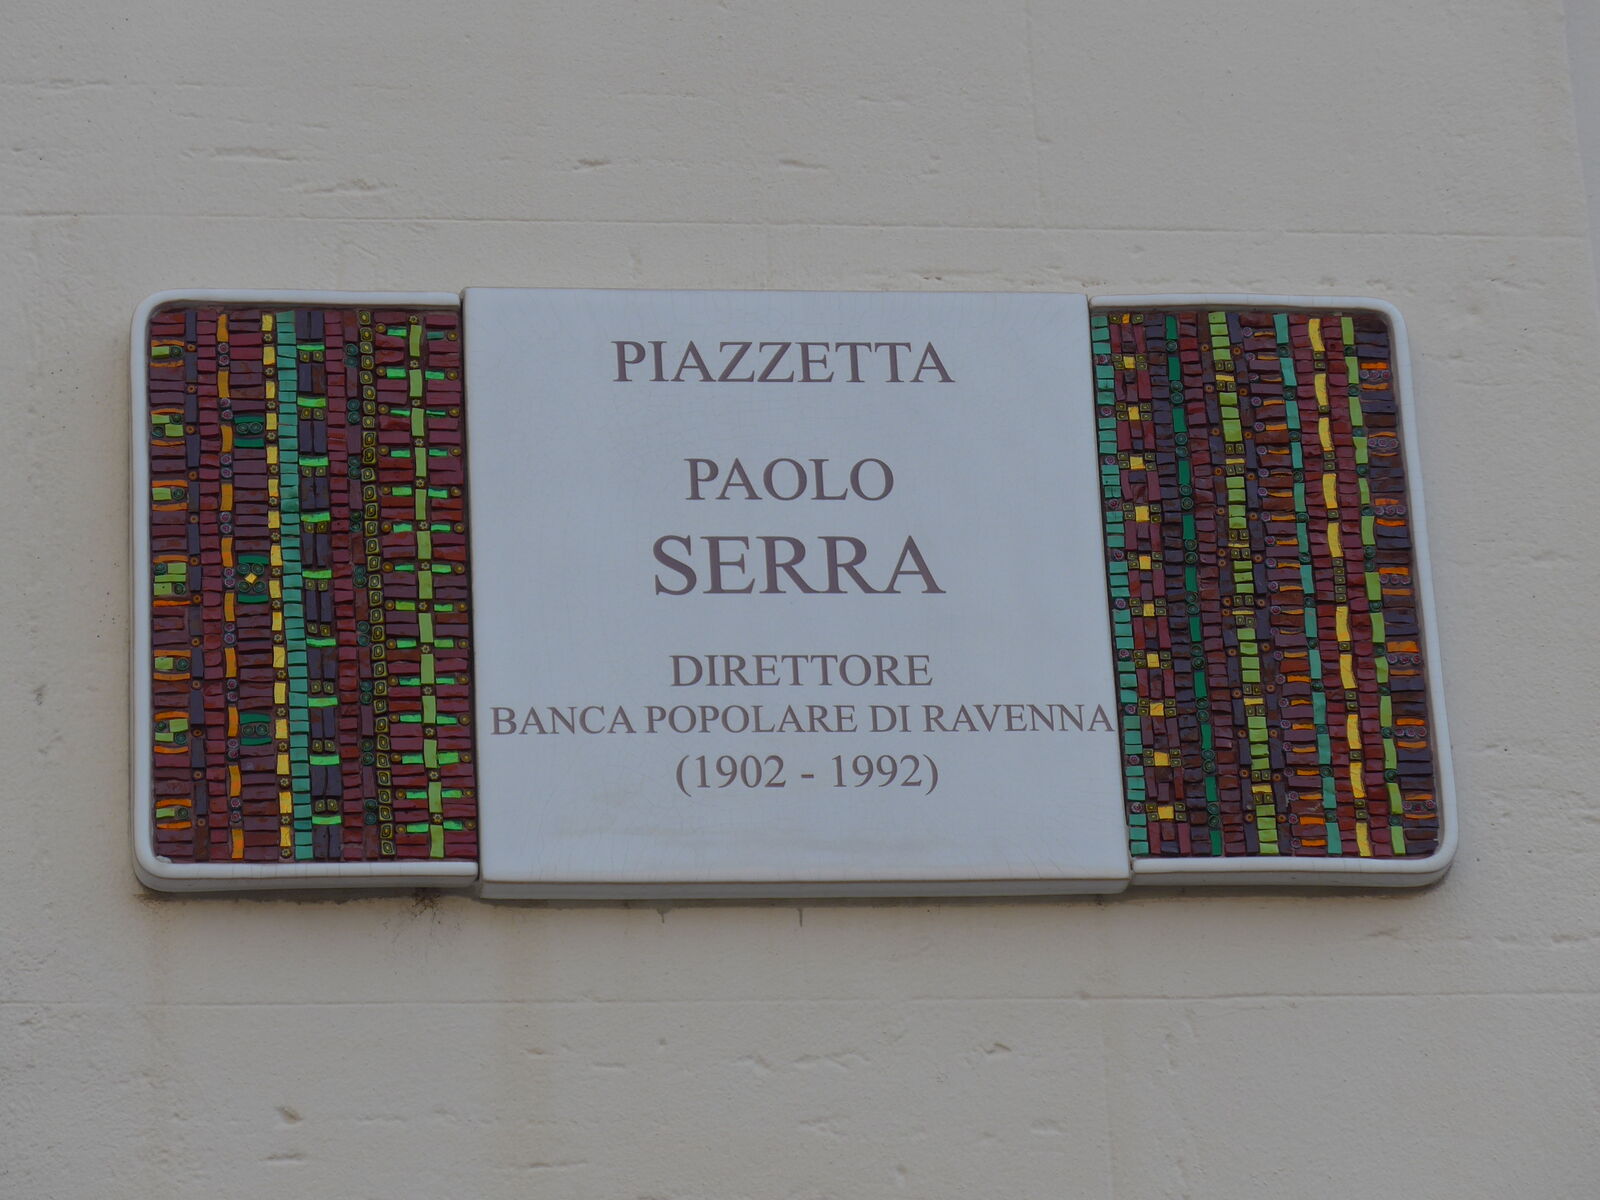 PIAZZETTA
PAOLO
SERRA
DIRETTORE
BANCA POPOLARE DI RAVENNA
(1902 - 1992)